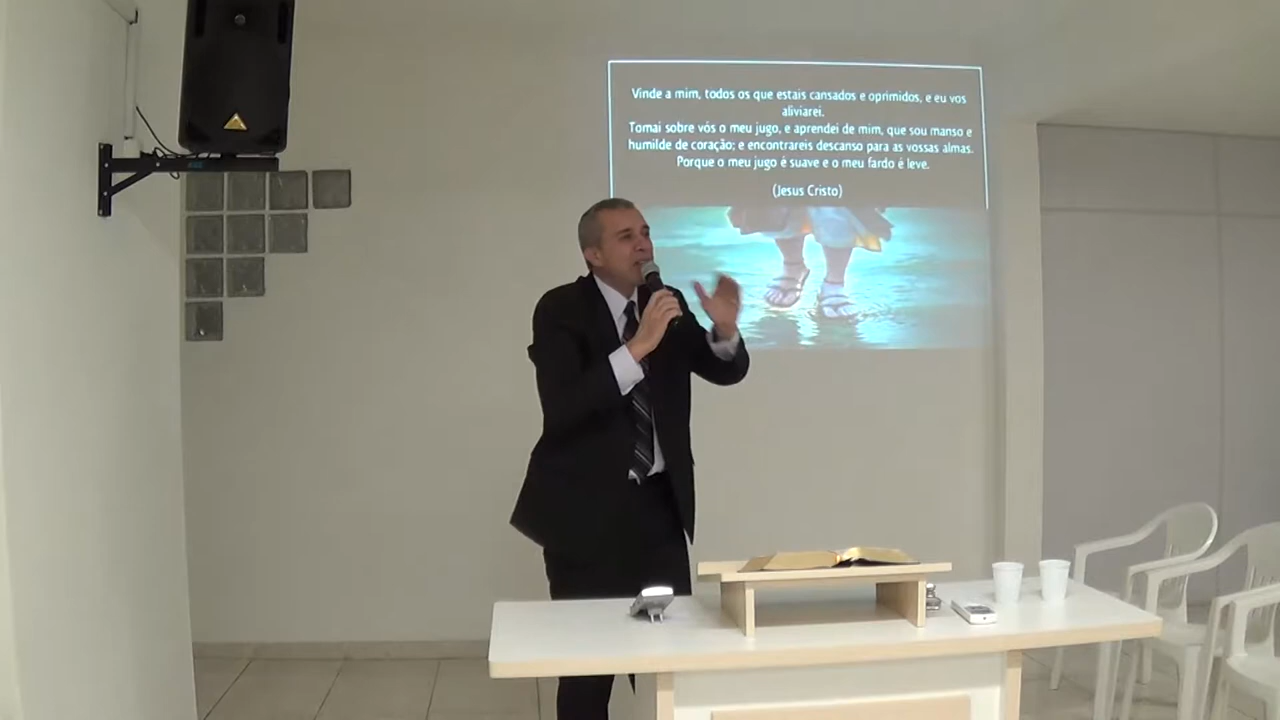 Vinde a mim, todos os que estais cansados e oprimidos, e eu vos
aliviarei.
Tomai sobre vós o meu jugo, e aprendei de mim, que sou manso e
humilde de coração; e encontrareis descanso para as vossas almas.
Porque o meu jugo é suave e o meu fardo é leve.
(Jesus Cristo)